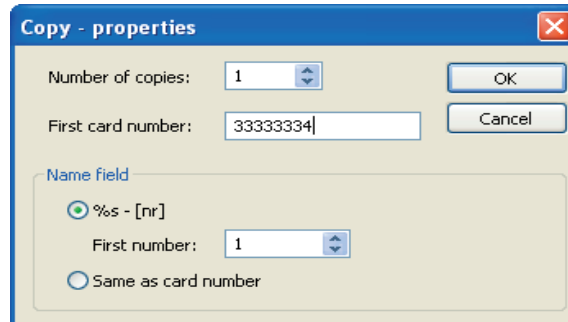 Copy - properties
Number of copies: 1 OK
First card number: 33333334 Cancel
Name field
%s - [nr]
First number: 1
Same as card number